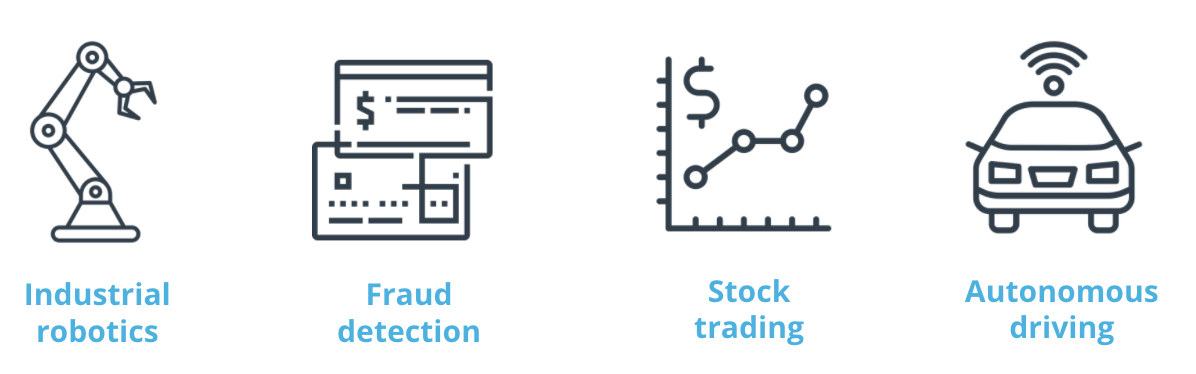 $
$
Industrial
robotics
Fraud
detection
Stock
trading
Autonomous
driving